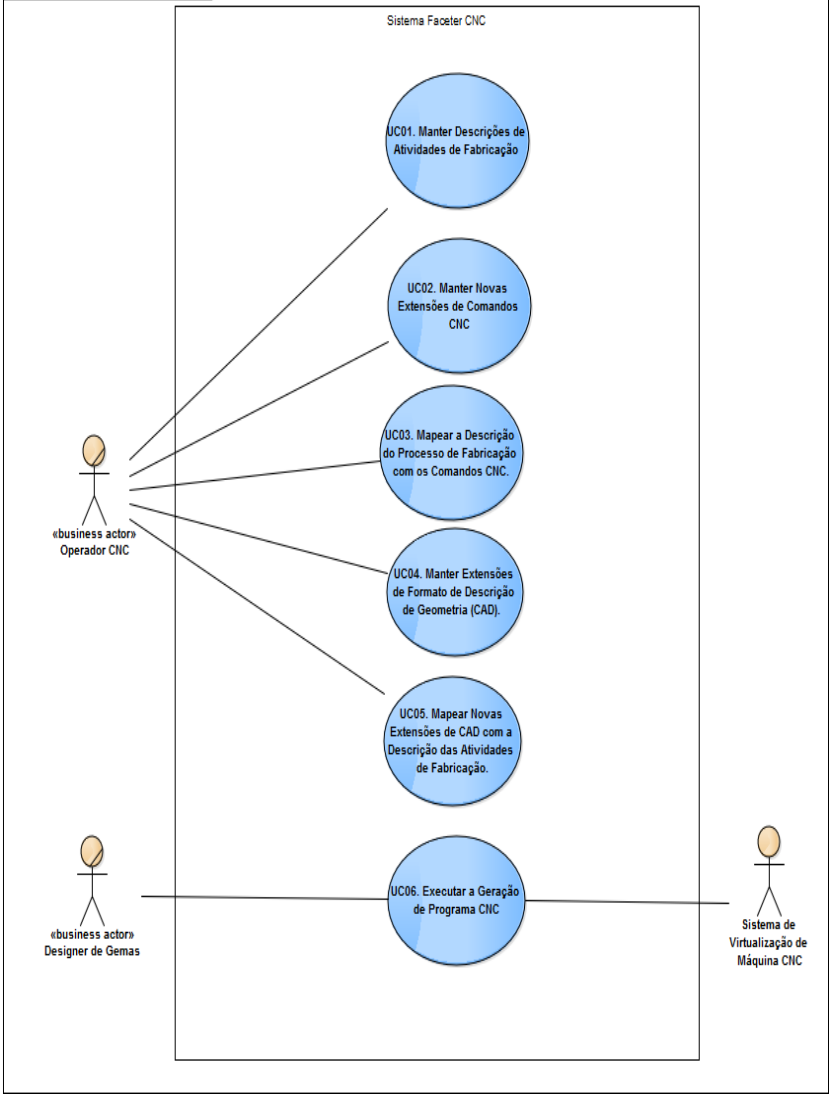 Sistema Faceter CNC
UC01. Manter Descrições de
Atividades de Fabricação
UC02. Manter Novas
Extensões de Comandos
CNC
UC03. Mapear a Descrição
do Processo de Fabricação
com os Comandos CNC.
«business actor»
Operador CNC
UC04. Manter Extensões
de Formato de Descrição
de Geometria (CAD).
UC05. Mapear Novas
Extensões de CAD com a
Descrição das Atividades
de Fabricação.
UC06. Executar a Geração
de Programa CNC
«business actor»
Designer de Gemas
Sistema de
Virtualização de
Máquina CNC